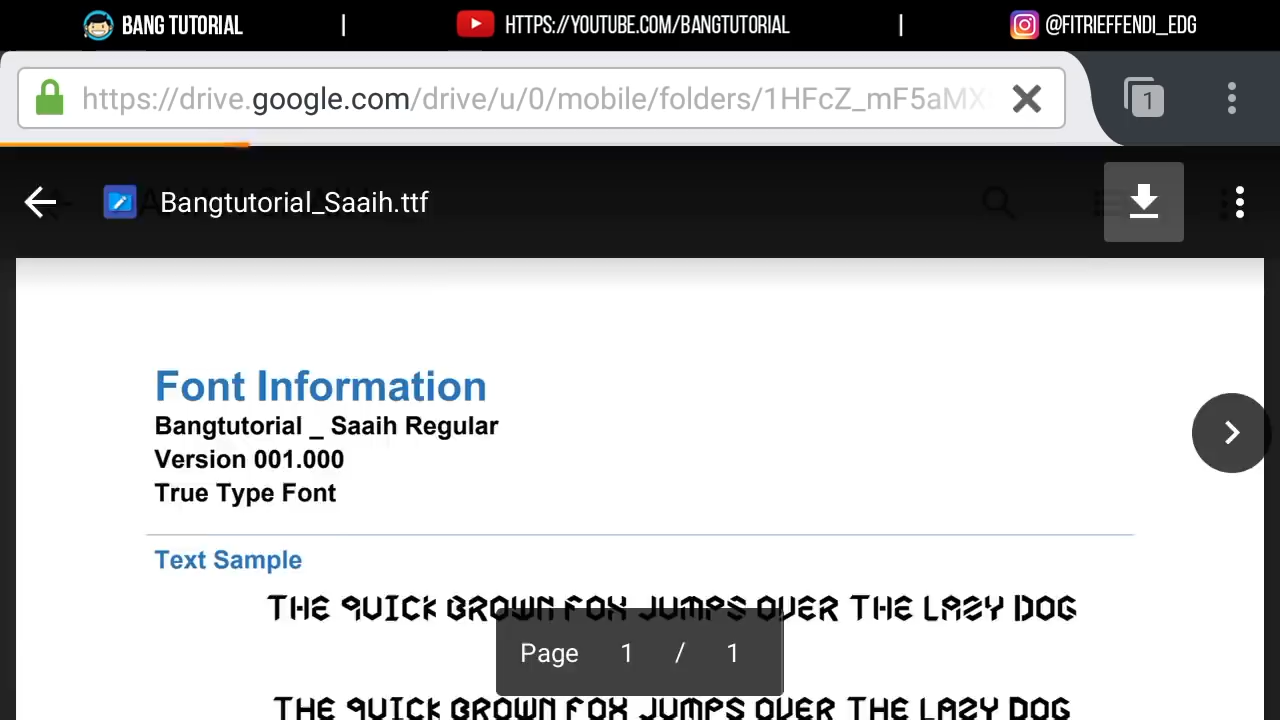 BANG TUTORIAL | HTTPS://YOUTUBE.COM/BANGTUTORIAL | @FITRIEFFENDI_EDG
https://drive.google.com/drive/u/0/mobile/folders/1HFcZ_mF5aMX
1
Bangtutorial_Saaih.ttf
Font Information
Bangtutorial _ Saaih Regular
Version 001.000
True Type Font
Text Sample
THE QUICK BROWN FOX JUMPS OVER THE LAZY DOG
Page 1 / 1
THE QUICK BROWN FOX JUMPS OVER THE LAZY DOG